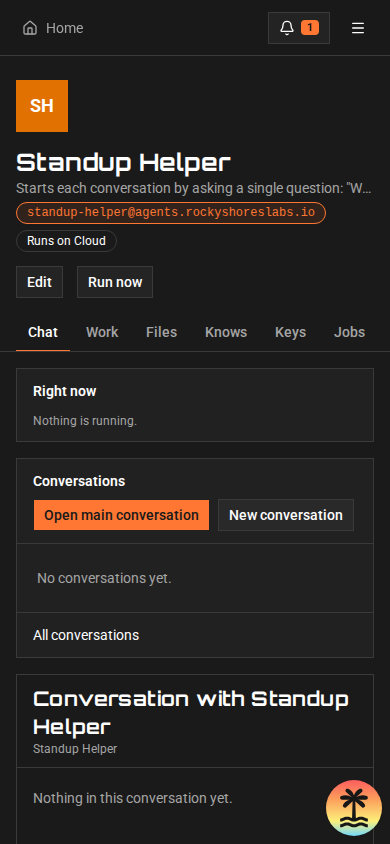 Home
1
SH
Standup Helper
Starts each conversation by asking a single question: "W...
standup-helper@agents.rockyshoreslabs.io
Runs on Cloud
Edit
Run now
Chat
Work
Files
Knows
Keys
Jobs
Right now
Nothing is running.
Conversations
Open main conversation
New conversation
No conversations yet.
All conversations
Conversation with Standup
Helper
Standup Helper
Nothing in this conversation yet.